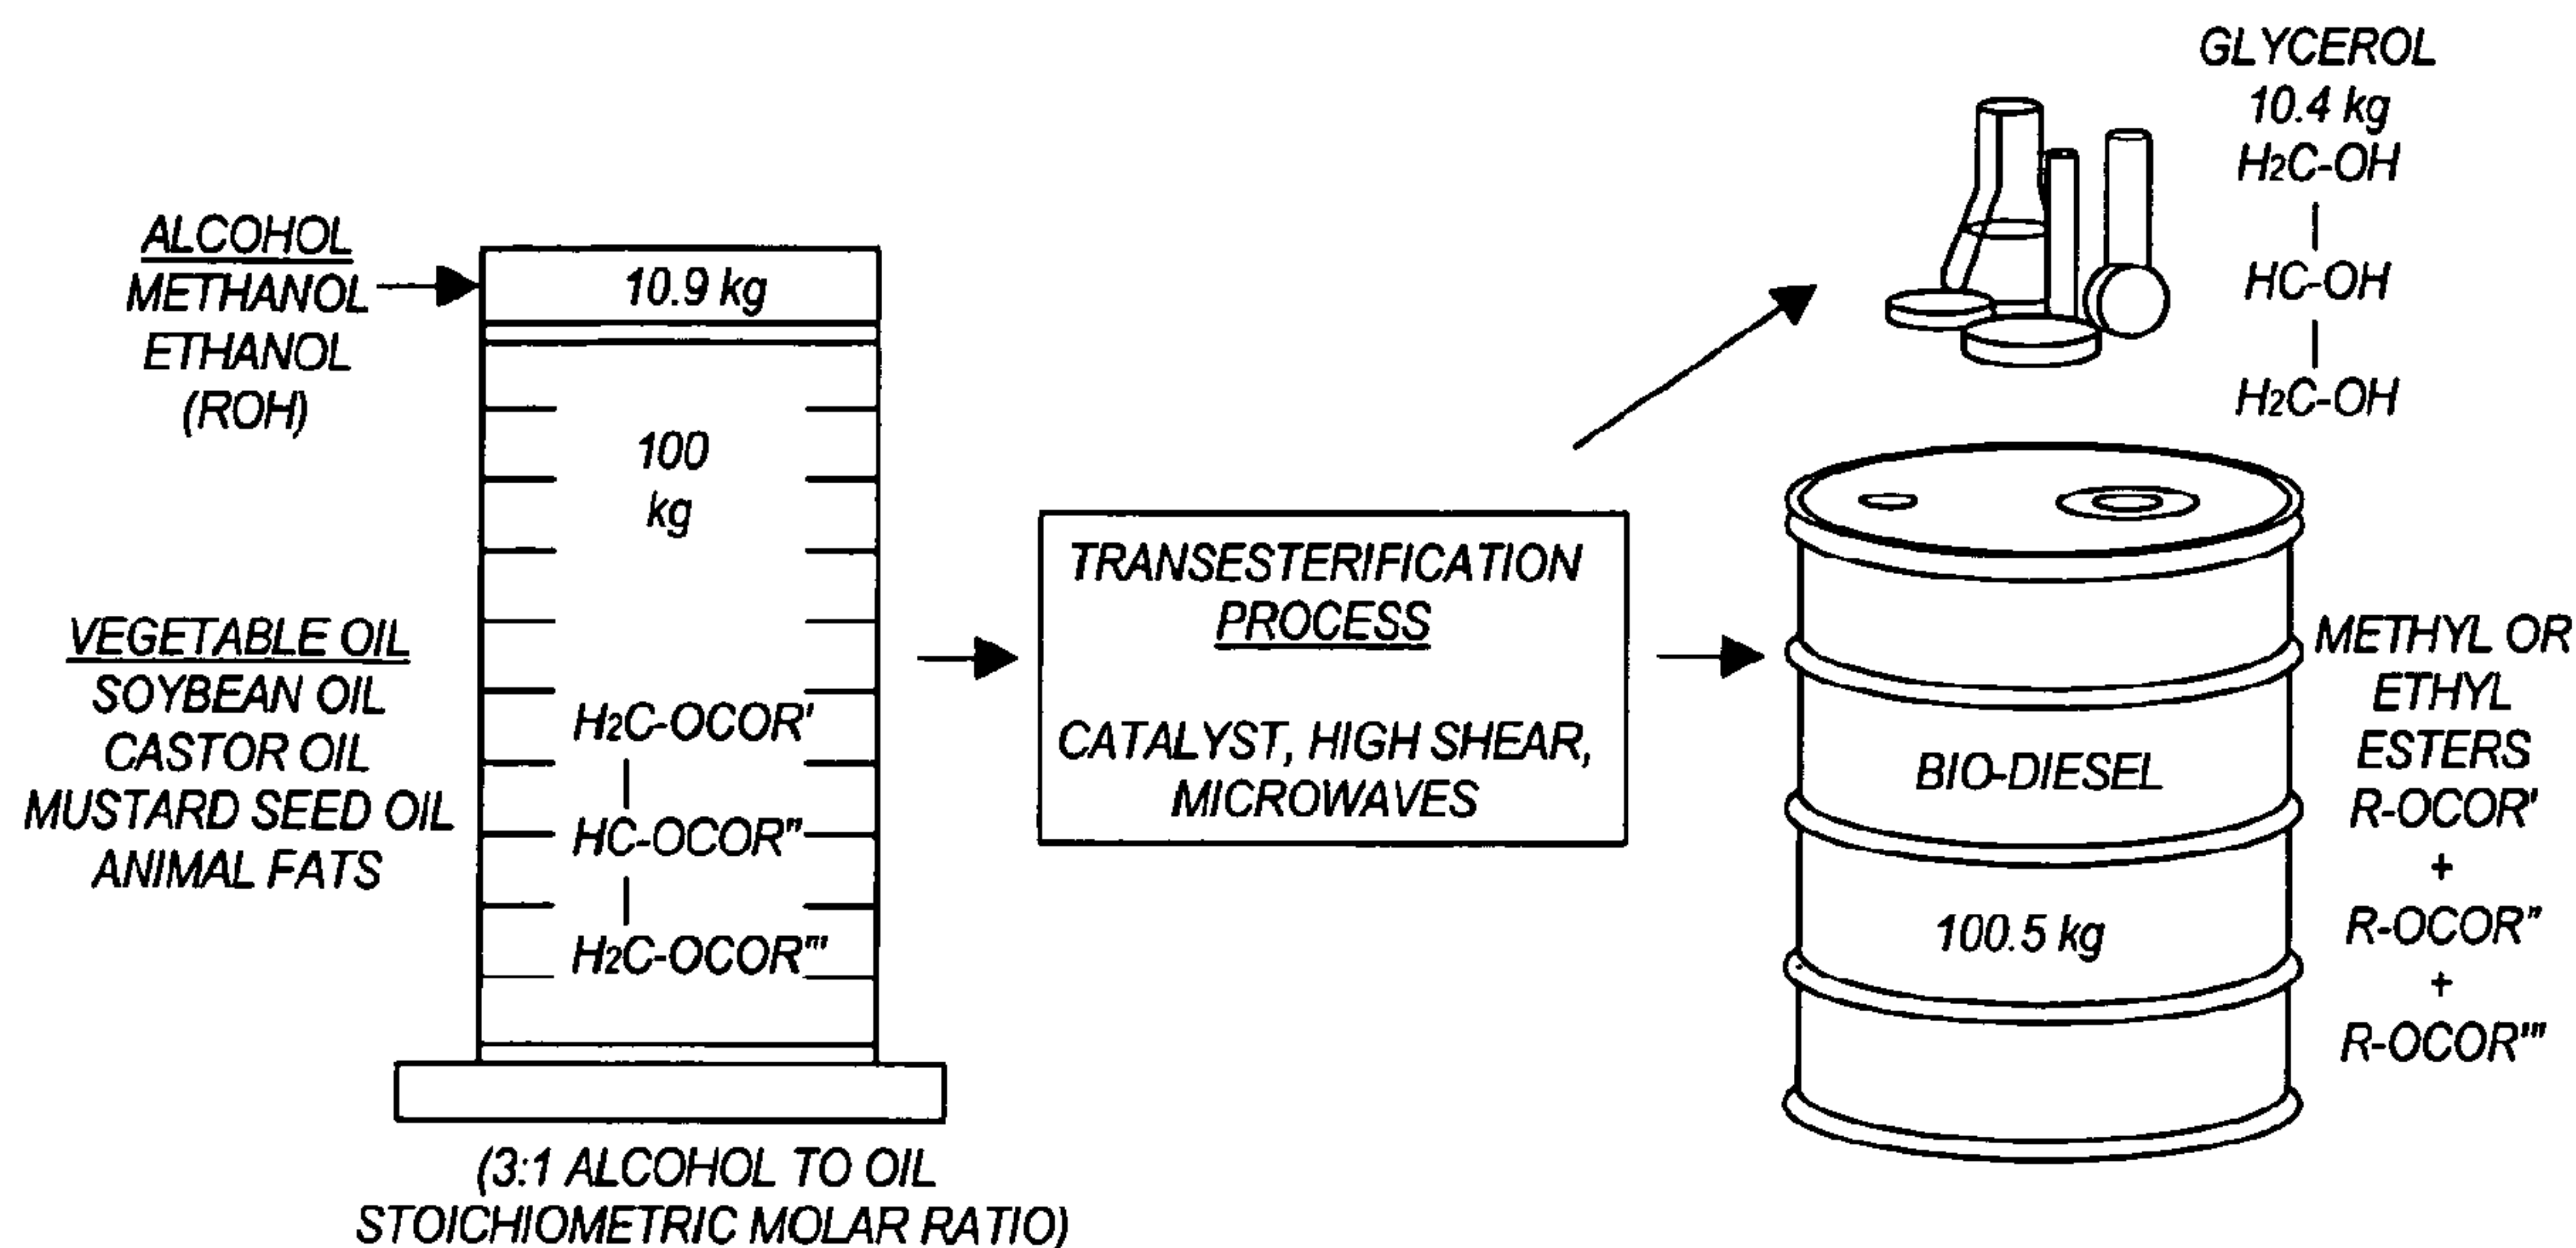 ALCOHOL
METHANOL
ETHANOL
(ROH)
10.9 kg
100
kg
VEGETABLE OIL
SOYBEAN OIL
CASTOR OIL
MUSTARD SEED OIL
ANIMAL FATS
H2C-OCOR'
HC-OCOR"
H2C-OCOR'"
(3:1 ALCOHOL TO OIL
STOICHIOMETRIC MOLAR RATIO)
TRANSESTERIFICATION
PROCESS
CATALYST, HIGH SHEAR,
MICROWAVES
GLYCEROL
10.4 kg
H2C-OH
HC-OH
H2C-OH
BIO-DIESEL
100.5 kg
METHYL OR
ETHYL
ESTERS
R-OCOR'
+
R-OCOR"
+
R-OCOR'"